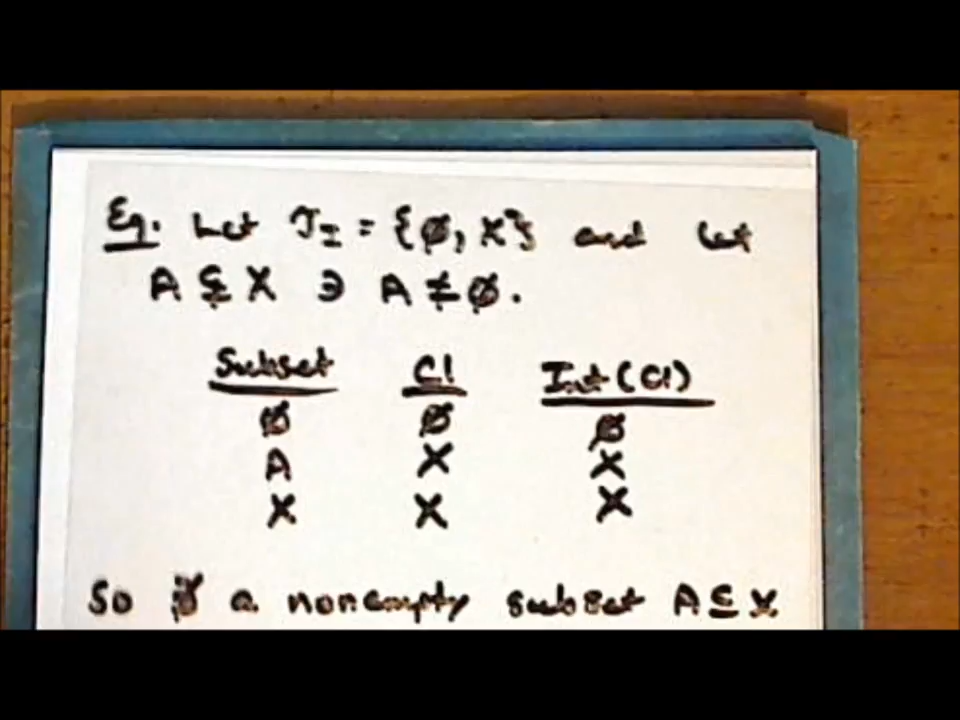 Eg. Let 𝒯_I = {∅, X} and let
A ⊊ X ∋ A ≠ ∅.
Subset Cl Int(Cl)
∅ ∅ ∅
A X X
X X X
So ∄ a nonempty subset A ⊆ X